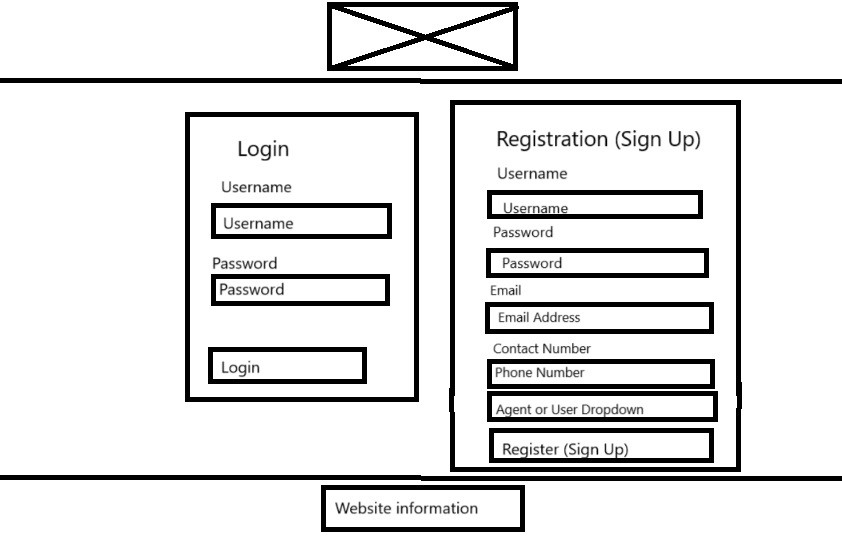 Login
Username
Username
Password
Password
Login
Registration (Sign Up)
Username
Username
Password
Password
Email
Email Address
Contact Number
Phone Number
Agent or User Dropdown
Register (Sign Up)
Website information